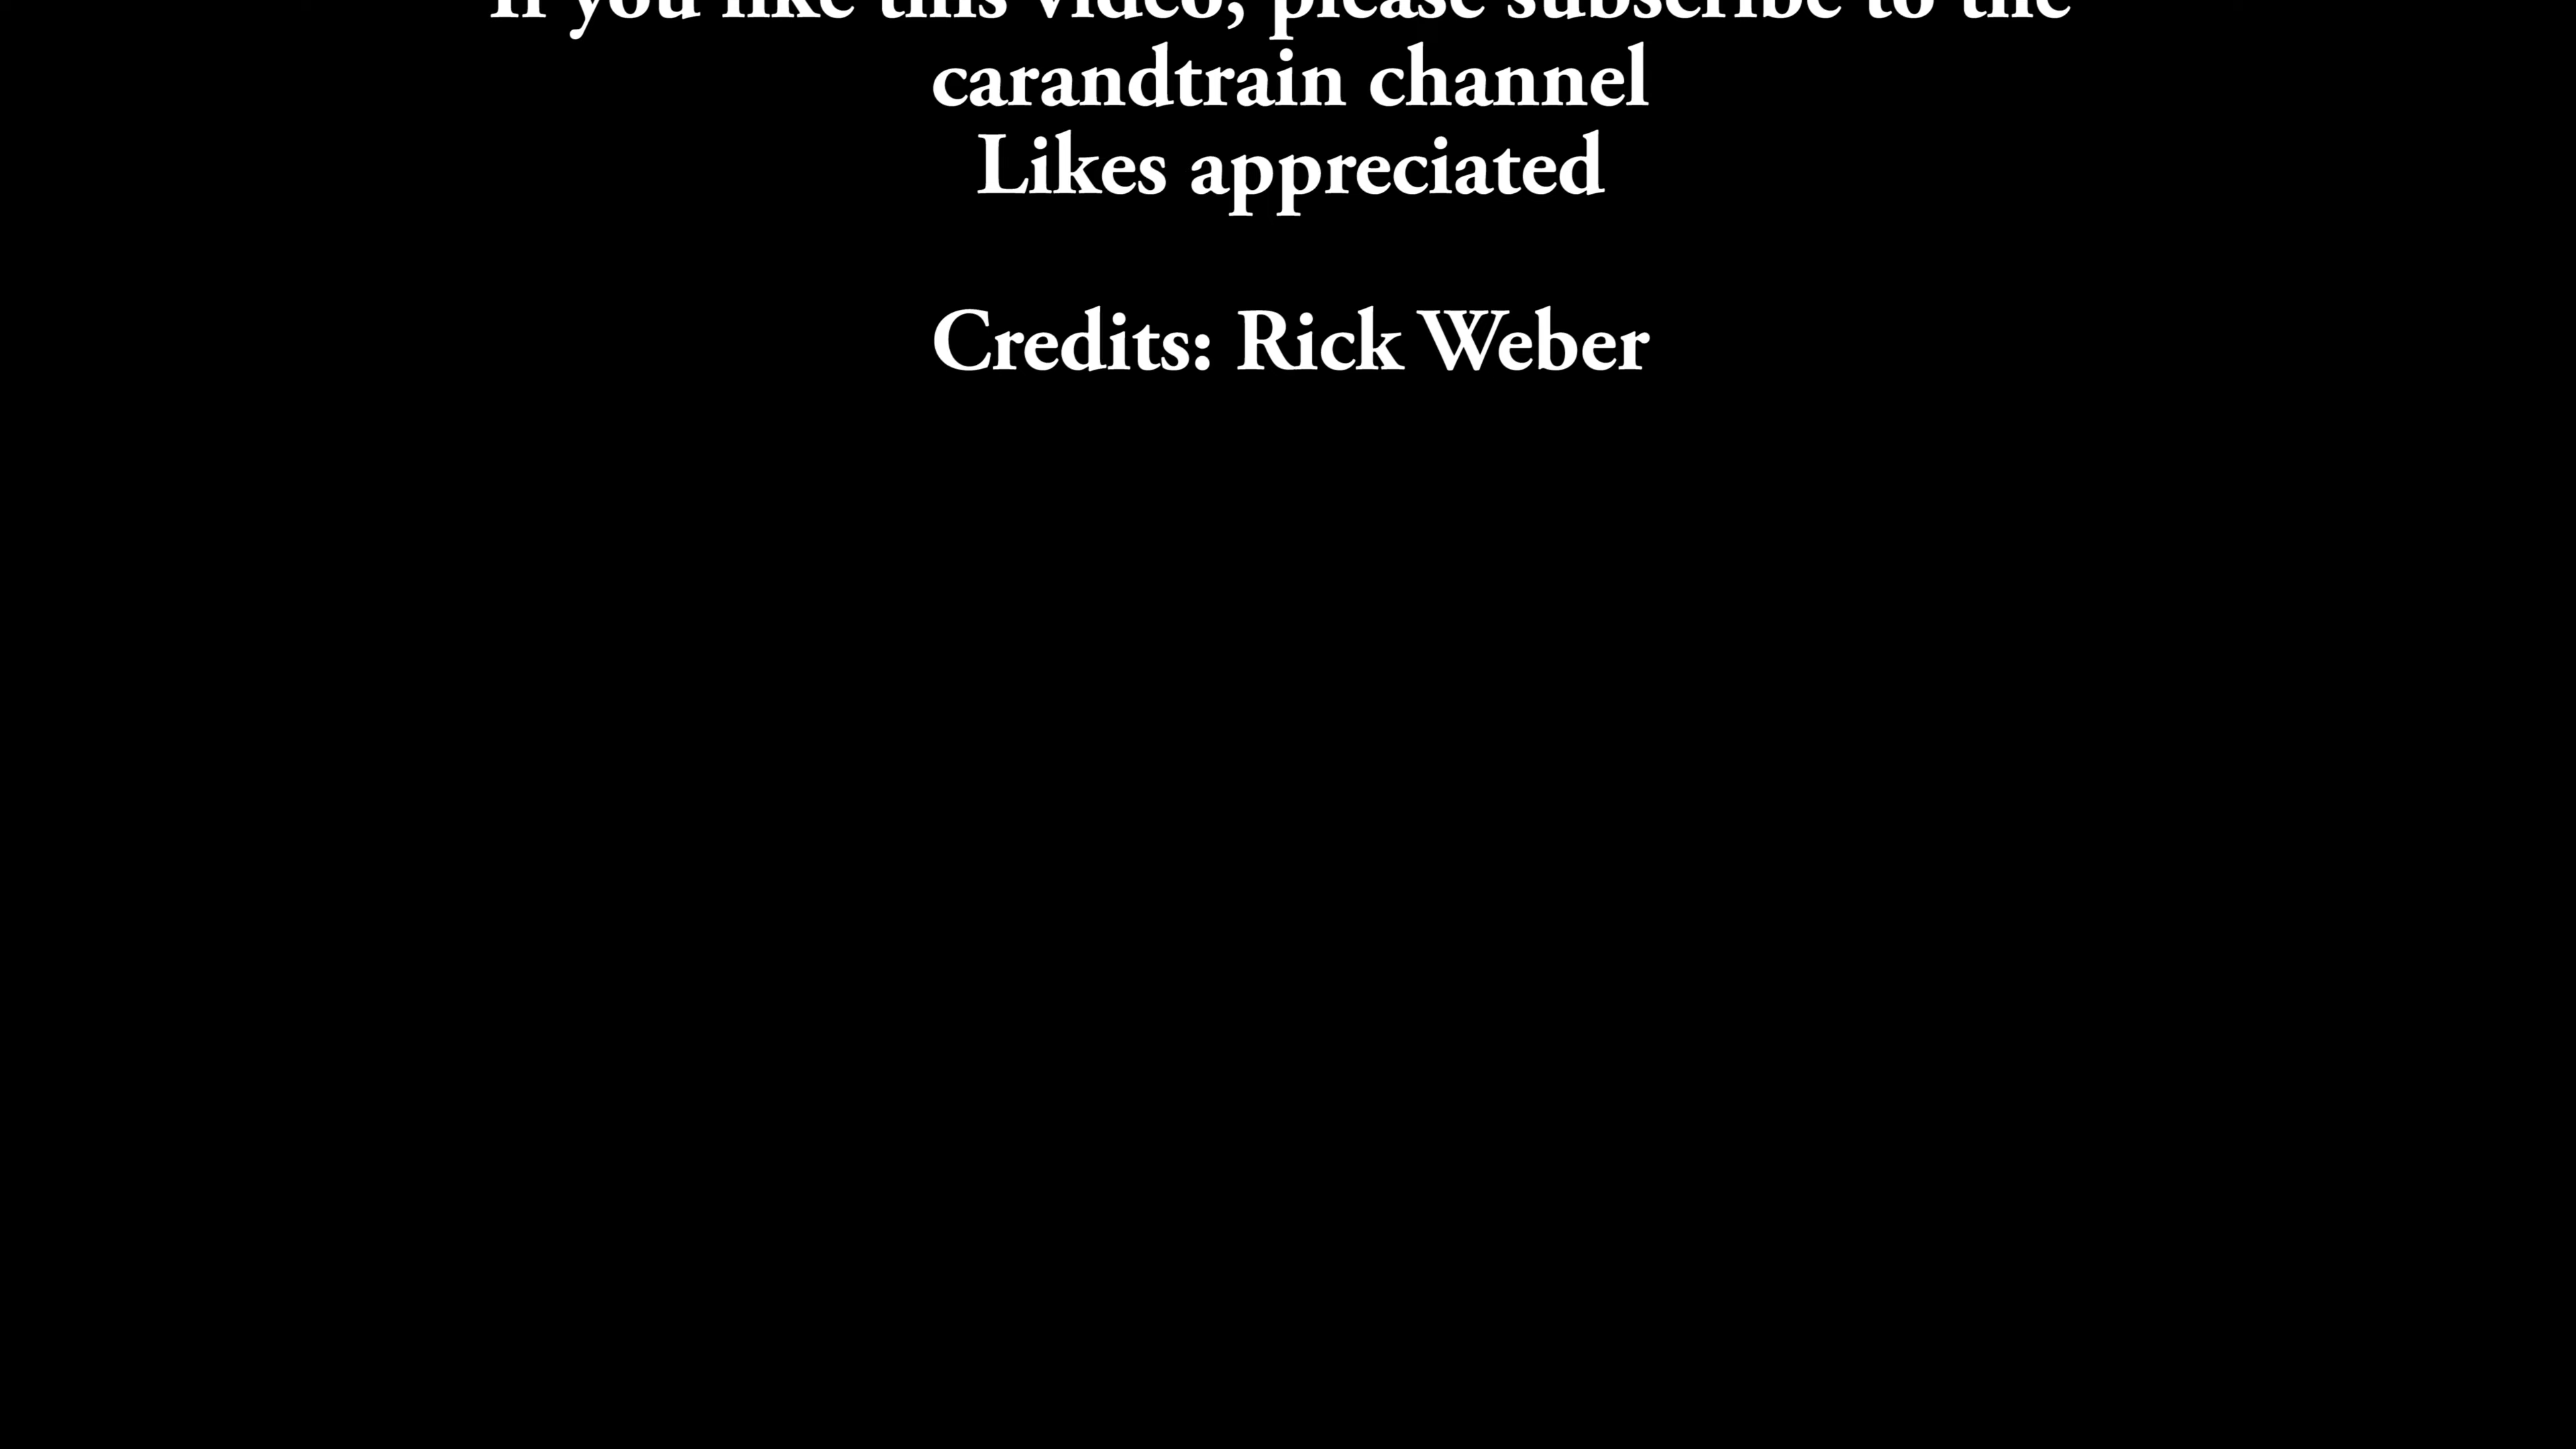 If you like this video, please subscribe to the
carandtrain channel
Likes appreciated
Credits: Rick Weber